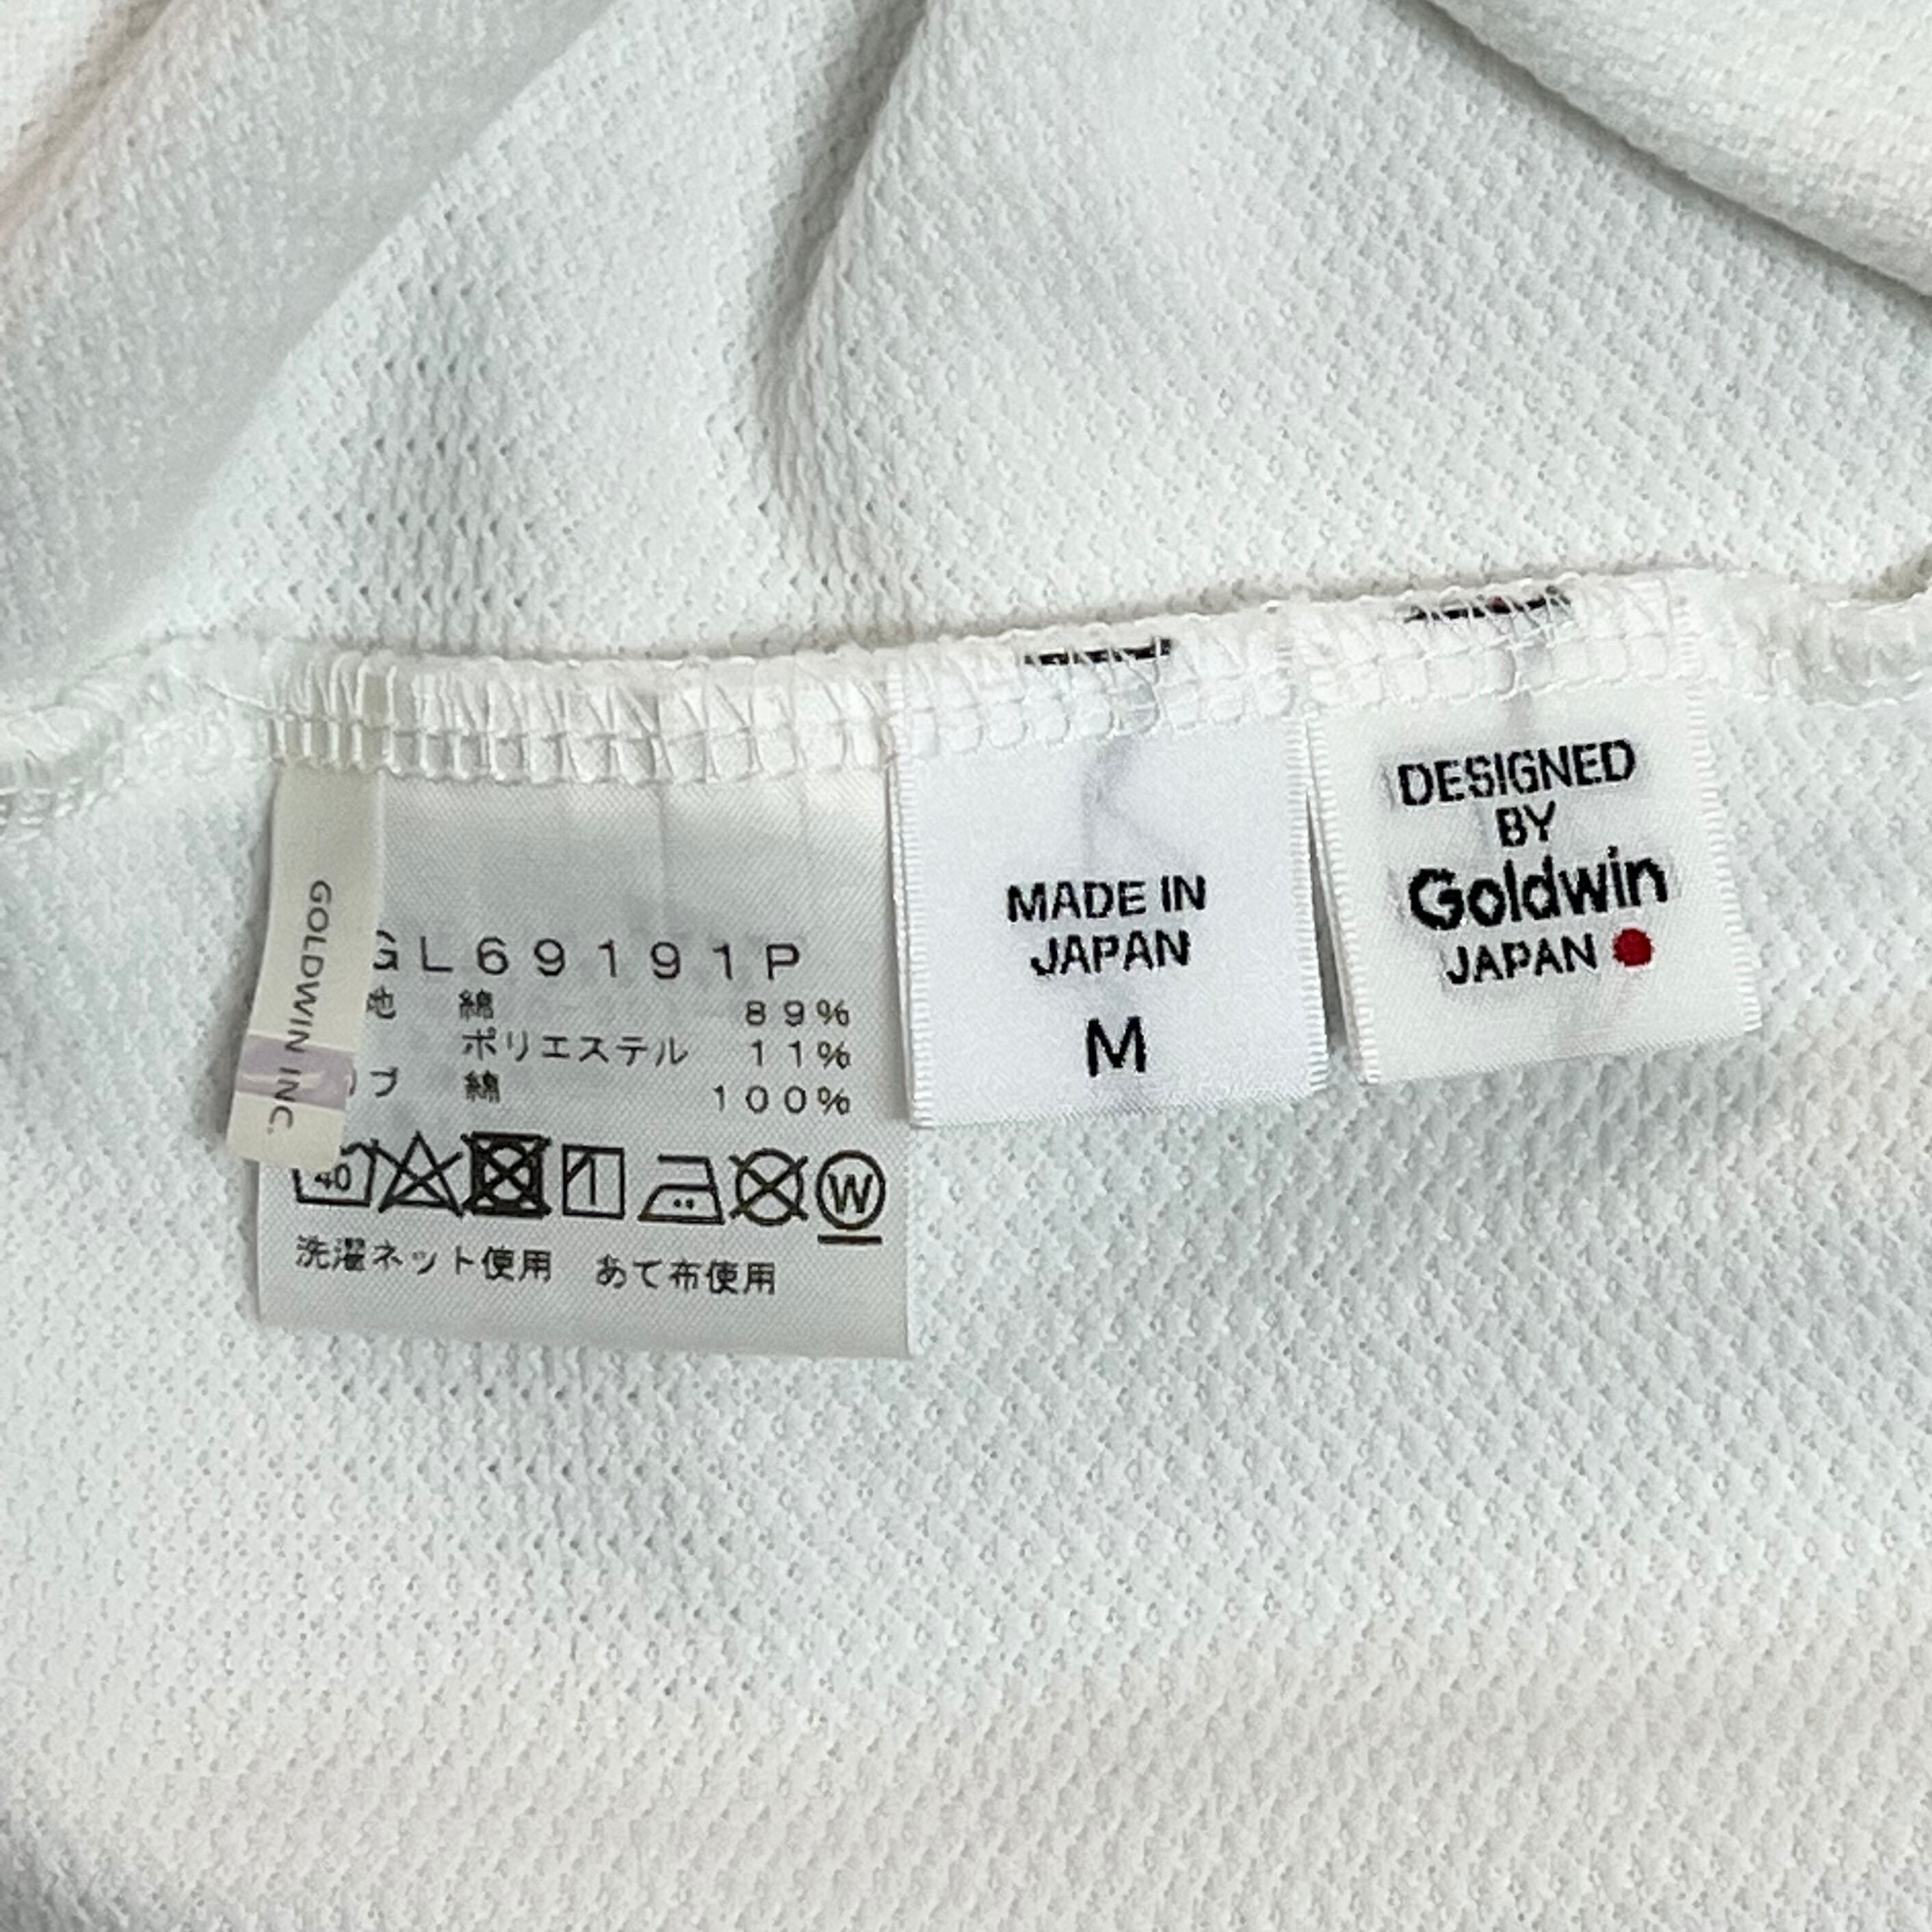 GOLDWIN INC.
GL69191P
地 綿 89%
ポリエステル 11%
ブ 綿 100%
40
W
洗濯ネット使用 あて布使用
MADE IN
JAPAN
M
DESIGNED
BY
Goldwin
JAPAN